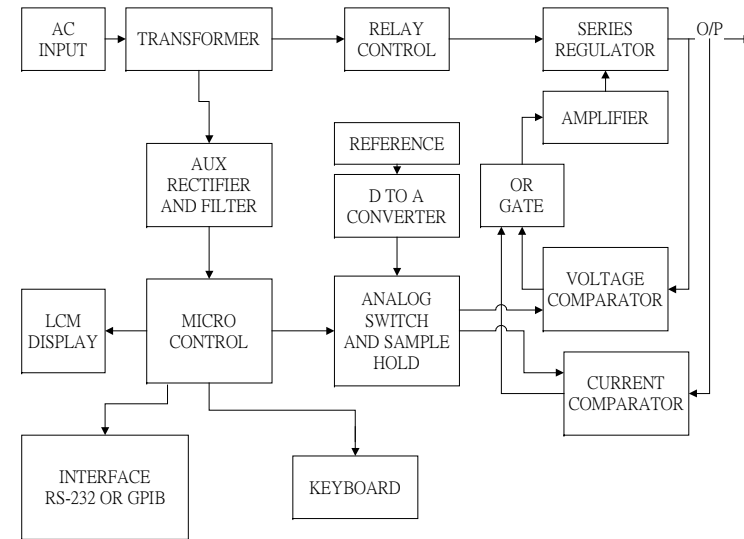 AC
INPUT
TRANSFORMER
RELAY
CONTROL
SERIES
REGULATOR
O/P
AMPLIFIER
REFERENCE
AUX
RECTIFIER
AND FILTER
D TO A
CONVERTER
OR
GATE
VOLTAGE
COMPARATOR
LCM
DISPLAY
MICRO
CONTROL
ANALOG
SWITCH
AND SAMPLE
HOLD
CURRENT
COMPARATOR
INTERFACE
RS-232 OR GPIB
KEYBOARD